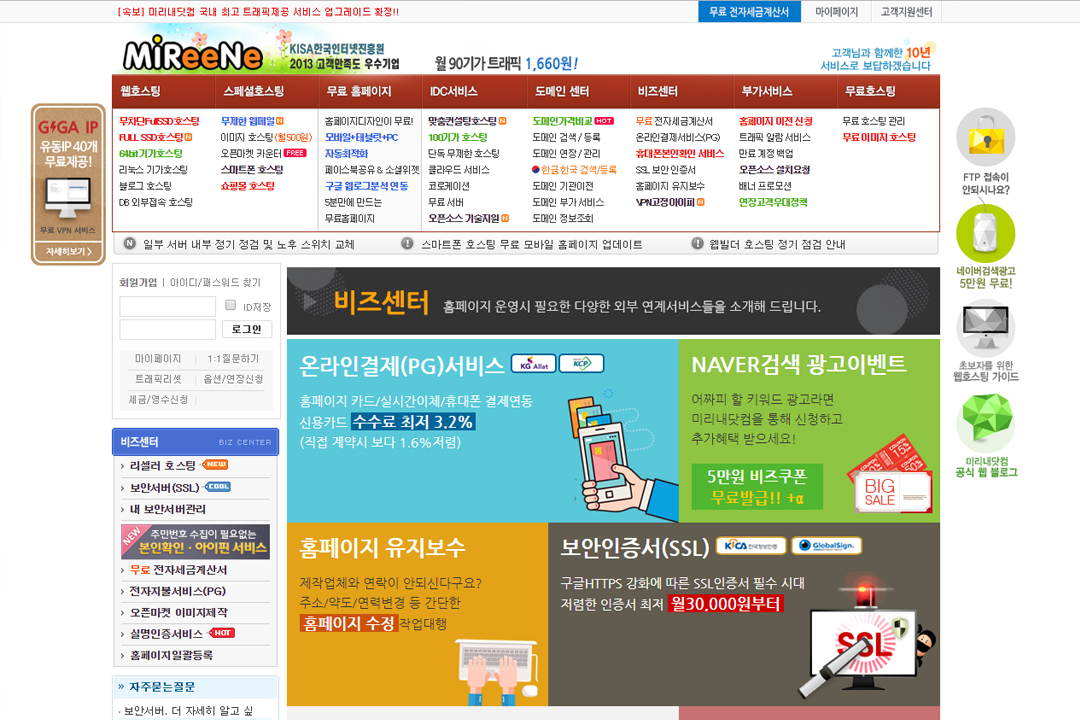 [속보] 미리내닷컴 국내 최고 트래픽제공 서비스 업그레이드 확정!!
무료 전자세금계산서 마이페이지 고객지원센터
MiReeNe
KISA한국인터넷진흥원
2013 고객만족도 우수기업
월 90기가 트래픽 1,660원!
고객님과 함께한 10년
서비스로 보답하겠습니다
웹호스팅 스페셜호스팅 무료 홈페이지 IDC서비스 도메인 센터 비즈센터 부가서비스 무료호스팅
무차단FullSSD호스팅
FULL SSD호스팅
64bit기가호스팅
리눅스 기가호스팅
블로그 호스팅
DB 외부접속 호스팅
무제한 웹메일
이미지 호스팅(월500원)
오픈마켓 카운터 FREE
스마트폰 호스팅
쇼핑몰 호스팅
홈페이지디자인이 무료!
모바일+태블릿+PC
자동최적화
페이스북공유 & 소셜위젯
구글 웹로그분석 연동
5분만에 만드는
무료홈페이지
맞춤컨설팅호스팅
100기가 호스팅
단독 무제한 호스팅
클라우드 서비스
코로케이션
무료 서버
오픈소스 기술지원
도메인가격비교 HOT
도메인 검색 / 등록
도메인 연장 / 관리
한글.한국 검색/등록
도메인 기관이전
도메인 부가 서비스
도메인 정보조회
무료 전자세금계산서
온라인결제서비스(PG)
휴대폰본인확인 서비스
SSL 보안 인증서
홈페이지 유지보수
VPN고정아이피
홈페이지 이전 신청
트래픽 알람 서비스
만료 계정 백업
오픈소스 설치요청
배너 프로모션
연장고객우대정책
무료 호스팅 관리
무료 이미지 호스팅
GIGA IP
유동IP 40개
무료제공!
무료 VPN 서비스
자세히보기 >
N 일부 서버 내부 정기 점검 및 노후 스위치 교체
스마트폰 호스팅 무료 모바일 홈페이지 업데이트
웹빌더 호스팅 정기 점검 안내
FTP 접속이
안되시나요?
네이버검색광고
5만원 무료!
초보자를 위한
웹호스팅 가이드
미리내닷컴
공식 웹 블로그
회원가입 | 아이디/패스워드 찾기
ID저장
로그인
마이페이지 1:1질문하기
트래픽리셋 옵션/연장신청
세금/영수신청
비즈센터 BIZ CENTER
› 리셀러 호스팅 NEW
› 보안서버(SSL) COOL
› 내 보안서버관리
NEW
주민번호 수집이 필요없는
본인확인 · 아이핀 서비스
› 무료 전자세금계산서
› 전자지불서비스(PG)
› 오픈마켓 이미지제작
› 실명인증서비스 HOT
› 홈페이지일괄등록
» 자주묻는질문
· 보안서버. 더 자세히 알고 싶
비즈센터 홈페이지 운영시 필요한 다양한 외부 연계서비스들을 소개해 드립니다.
온라인결제(PG)서비스 KG Allat KCP
홈페이지 카드/실시간이체/휴대폰 결제연동
신용카드 수수료 최저 3.2%
(직접 계약시 보다 1.6%저렴)
NAVER검색 광고이벤트
어짜피 할 키워드 광고라면
미리내닷컴을 통해 신청하고
추가혜택 받으세요!
5만원 비즈쿠폰
무료발급!! +α
COUPON
15%
COUPON
50%
BIG
SALE
홈페이지 유지보수
제작업체와 연락이 안되신다구요?
주소/약도/연력변경 등 간단한
홈페이지 수정 작업대행
보안인증서(SSL) KICA 한국정보인증 GlobalSign.
구글HTTPS 강화에 따른 SSL인증서 필수 시대
저렴한 인증서 최저 월30,000원부터
SSL